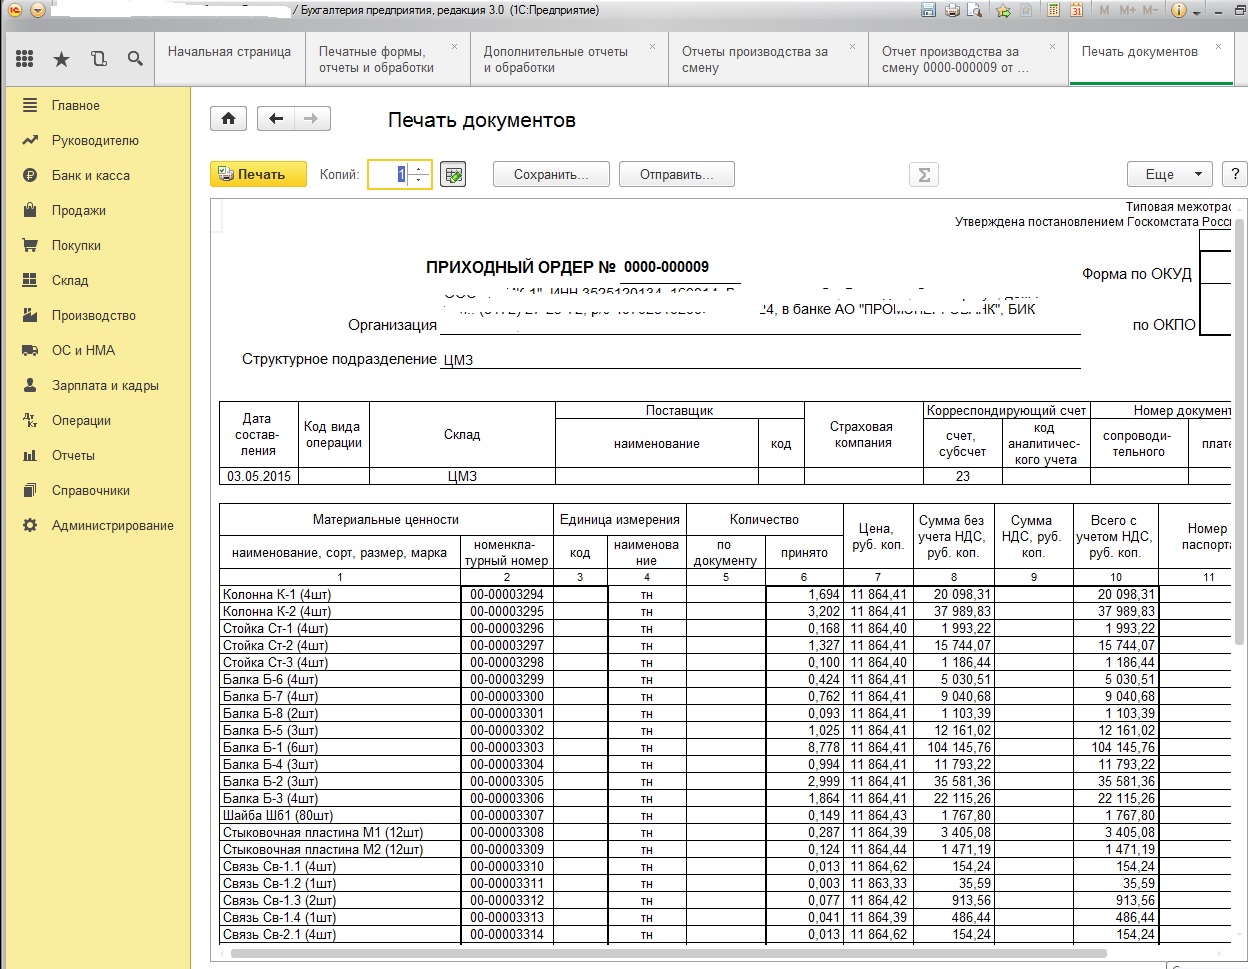 / Бухгалтерия предприятия, редакция 3.0 (1С:Предприятие)
M M+ M-
Начальная страница
Печатные формы, отчеты и обработки
Дополнительные отчеты и обработки
Отчеты производства за смену
Отчет производства за смену 0000-000009 от ...
Печать документов
Главное
Руководителю
Банк и касса
Продажи
Покупки
Склад
Производство
ОС и НМА
Зарплата и кадры
Операции
Отчеты
Справочники
Администрирование
Печать документов
Печать Копий: 1 Сохранить... Отправить... Σ Еще ?
Типовая межотрас
Утверждена постановлением Госкомстата Росси
ПРИХОДНЫЙ ОРДЕР № 0000-000009
Форма по ОКУД
ИНН 3525120134
24, в банке АО БИК
Организация
по ОКПО
Структурное подразделение ЦМЗ
Дата состав-ления Код вида операции Склад Поставщик Страховая компания Корреспондирующий счет Номер документ
наименование код счет, субсчет код аналитичес-кого учета сопроводи-тельного плате
03.05.2015 ЦМЗ 23
Материальные ценности Единица измерения Количество Цена, руб. коп. Сумма без учета НДС, руб. коп. Сумма НДС, руб. коп. Всего с учетом НДС, руб. коп. Номер паспорта
наименование, сорт, размер, марка номенкла-турный номер код наименова ние по документу принято
1 2 3 4 5 6 7 8 9 10 11
Колонна К-1 (4шт) 00-00003294 тн 1,694 11 864,41 20 098,31 20 098,31
Колонна К-2 (4шт) 00-00003295 тн 3,202 11 864,41 37 989,83 37 989,83
Стойка Ст-1 (4шт) 00-00003296 тн 0,168 11 864,40 1 993,22 1 993,22
Стойка Ст-2 (4шт) 00-00003297 тн 1,327 11 864,41 15 744,07 15 744,07
Стойка Ст-3 (4шт) 00-00003298 тн 0,100 11 864,40 1 186,44 1 186,44
Балка Б-6 (4шт) 00-00003299 тн 0,424 11 864,41 5 030,51 5 030,51
Балка Б-7 (4шт) 00-00003300 тн 0,762 11 864,41 9 040,68 9 040,68
Балка Б-8 (2шт) 00-00003301 тн 0,093 11 864,41 1 103,39 1 103,39
Балка Б-5 (3шт) 00-00003302 тн 1,025 11 864,41 12 161,02 12 161,02
Балка Б-1 (6шт) 00-00003303 тн 8,778 11 864,41 104 145,76 104 145,76
Балка Б-4 (3шт) 00-00003304 тн 0,994 11 864,41 11 793,22 11 793,22
Балка Б-2 (3шт) 00-00003305 тн 2,999 11 864,41 35 581,36 35 581,36
Балка Б-3 (4шт) 00-00003306 тн 1,864 11 864,41 22 115,26 22 115,26
Шайба Шб1 (80шт) 00-00003307 тн 0,149 11 864,43 1 767,80 1 767,80
Стыковочная пластина М1 (12шт) 00-00003308 тн 0,287 11 864,39 3 405,08 3 405,08
Стыковочная пластина М2 (12шт) 00-00003309 тн 0,124 11 864,44 1 471,19 1 471,19
Связь Св-1.1 (4шт) 00-00003310 тн 0,013 11 864,62 154,24 154,24
Связь Св-1.2 (1шт) 00-00003311 тн 0,003 11 863,33 35,59 35,59
Связь Св-1.3 (2шт) 00-00003312 тн 0,077 11 864,42 913,56 913,56
Связь Св-1.4 (1шт) 00-00003313 тн 0,041 11 864,39 486,44 486,44
Связь Св-2.1 (4шт) 00-00003314 тн 0,013 11 864,62 154,24 154,24